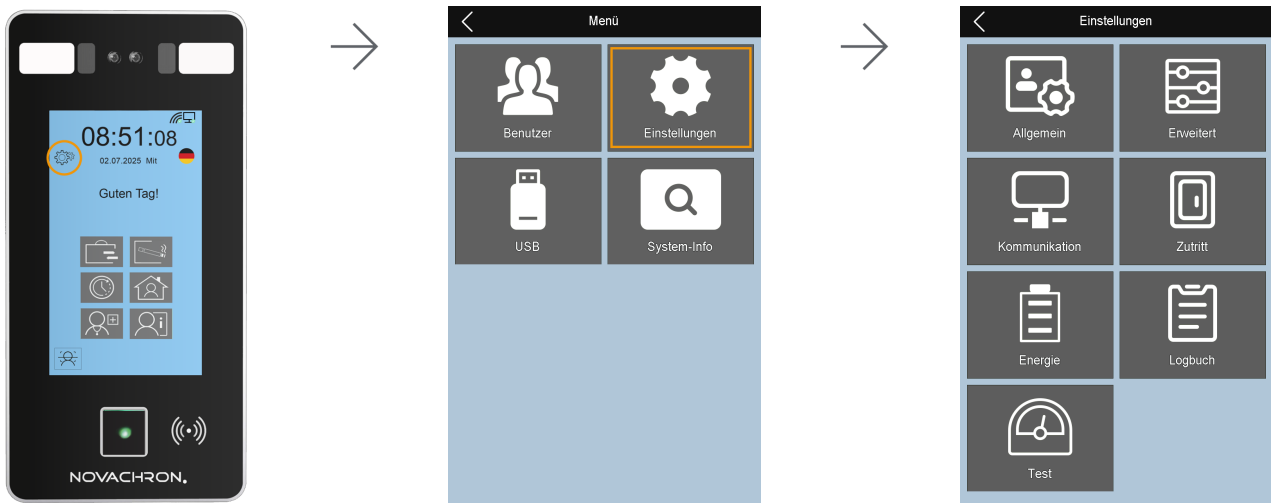 08:51:08
02.07.2025 Mit
Guten Tag!
NOVACHRON.
Menü
Benutzer
Einstellungen
USB
System-Info
Einstellungen
Allgemein
Erweitert
Kommunikation
Zutritt
Energie
Logbuch
Test